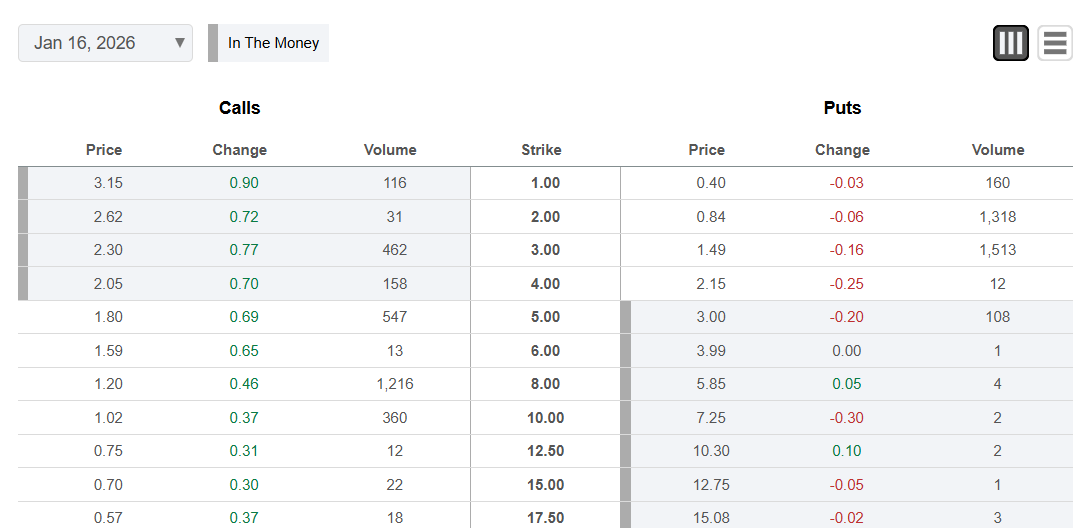 Jan 16, 2026 ▼ In The Money
Calls Puts
Price Change Volume Strike Price Change Volume
3.15 0.90 116 1.00 0.40 -0.03 160
2.62 0.72 31 2.00 0.84 -0.06 1,318
2.30 0.77 462 3.00 1.49 -0.16 1,513
2.05 0.70 158 4.00 2.15 -0.25 12
1.80 0.69 547 5.00 3.00 -0.20 108
1.59 0.65 13 6.00 3.99 0.00 1
1.20 0.46 1,216 8.00 5.85 0.05 4
1.02 0.37 360 10.00 7.25 -0.30 2
0.75 0.31 12 12.50 10.30 0.10 2
0.70 0.30 22 15.00 12.75 -0.05 1
0.57 0.37 18 17.50 15.08 -0.02 3